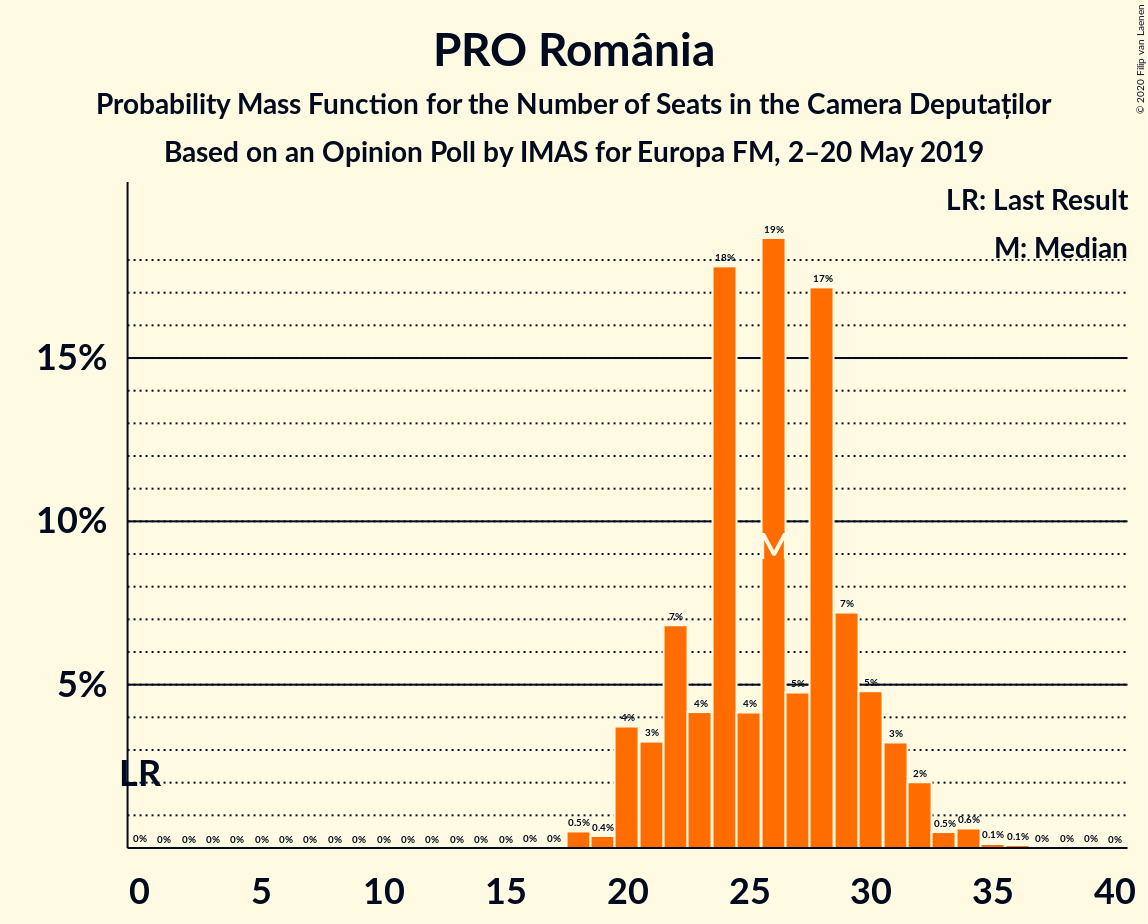 PRO România
Probability Mass Function for the Number of Seats in the Camera Deputaților
Based on an Opinion Poll by IMAS for Europa FM, 2–20 May 2019
© 2020 Filip van Laenen
LR: Last Result
M: Median
15%
10%
5%
LR
M
0% 0% 0% 0% 0% 0% 0% 0% 0% 0% 0% 0% 0% 0% 0% 0% 0% 0% 0.5% 0.4% 4% 3% 7% 4% 18% 4% 19% 5% 17% 7% 5% 3% 2% 0.5% 0.6% 0.1% 0.1% 0% 0% 0% 0%
0 5 10 15 20 25 30 35 40